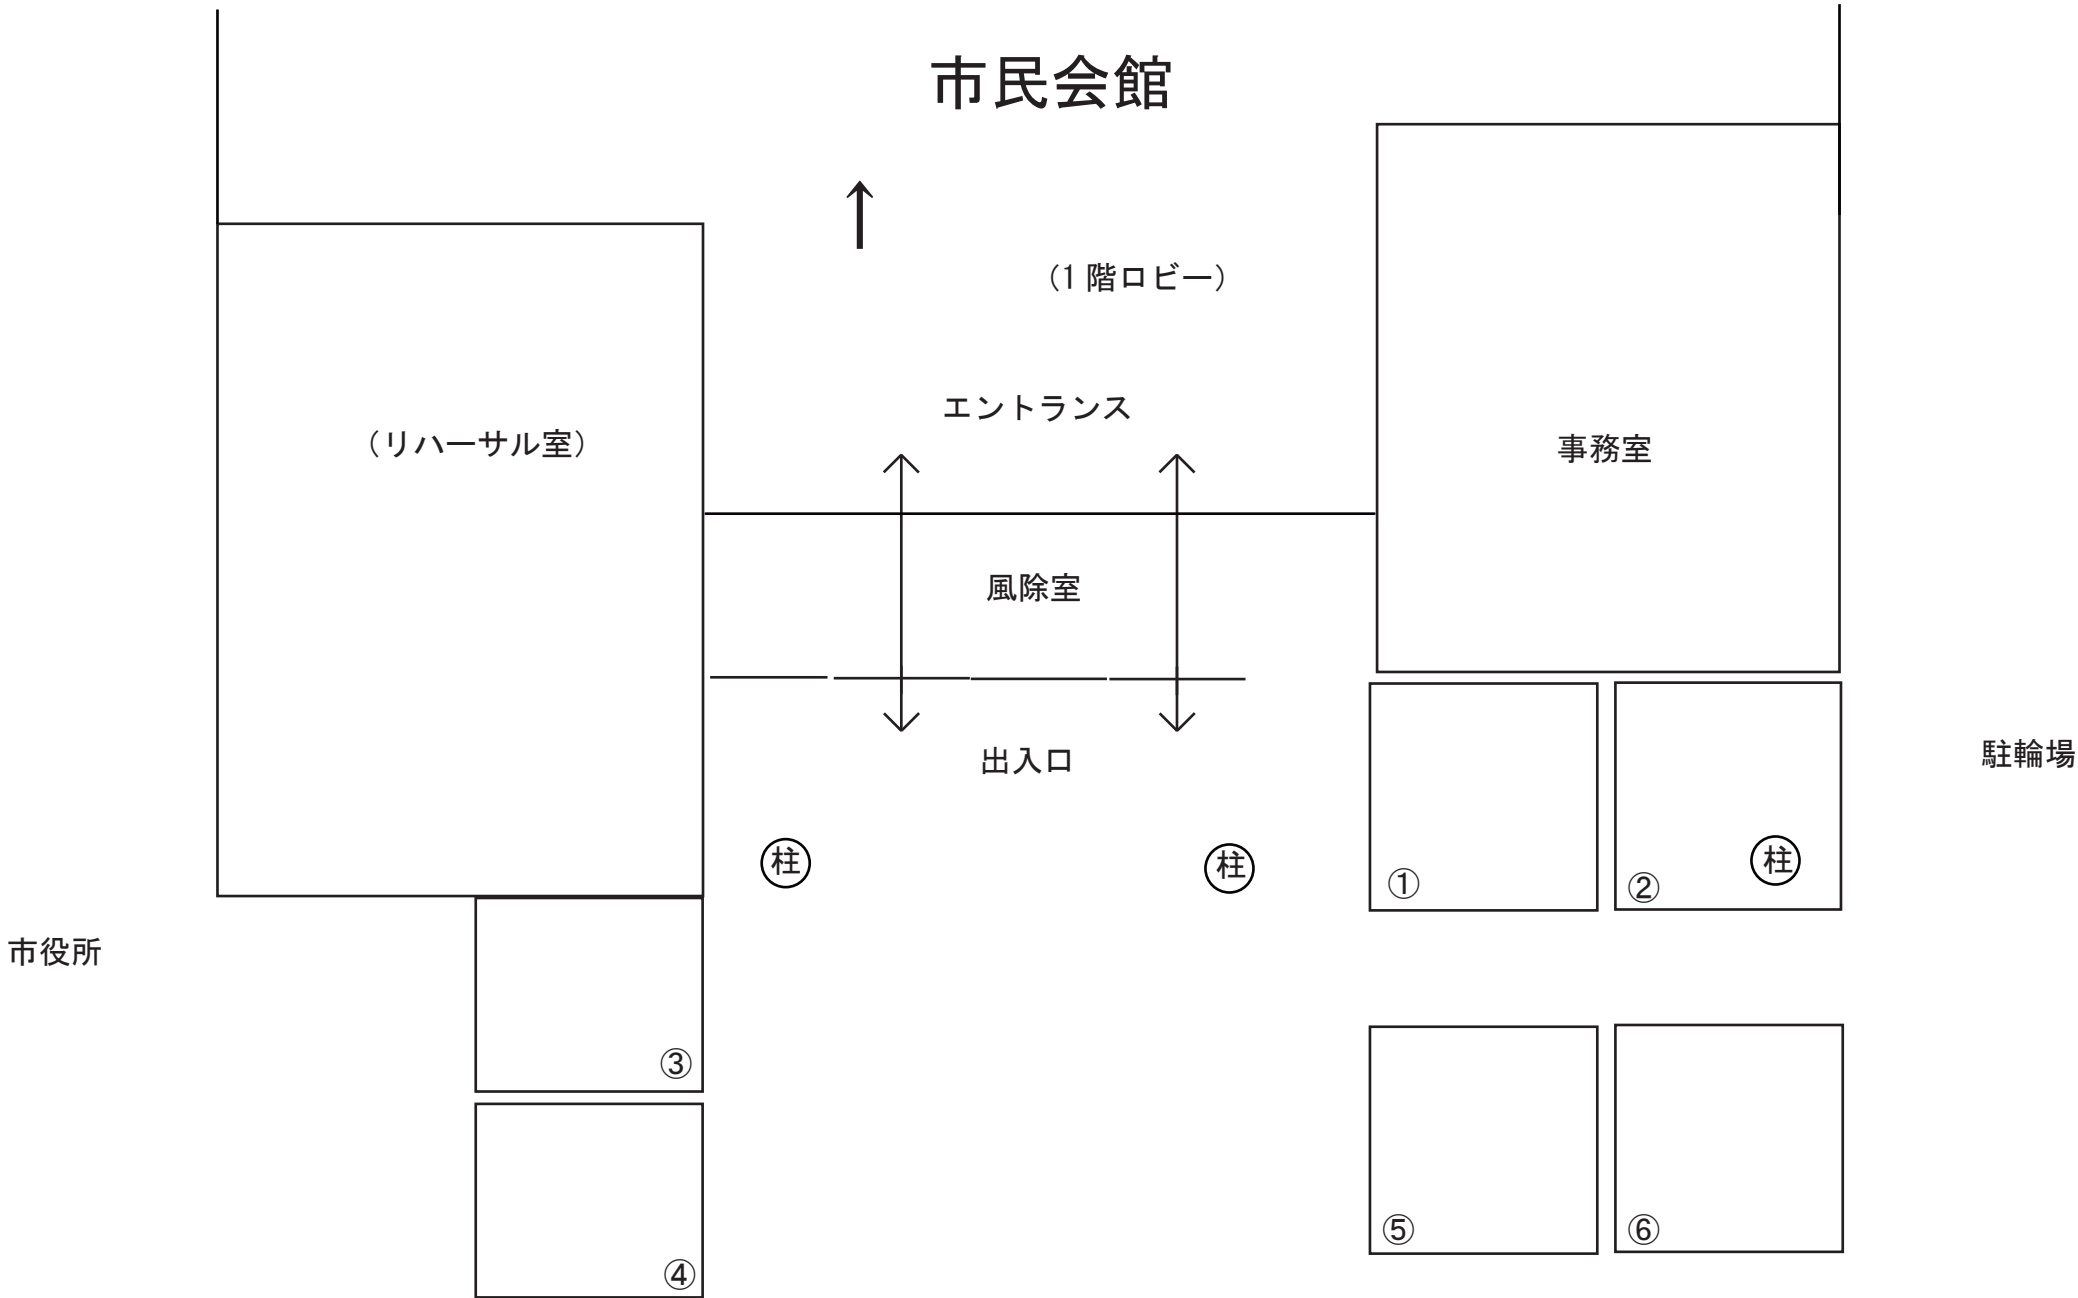 市民会館
(1階ロビー)
エントランス
(リハーサル室)
事務室
風除室
出入口
駐輪場
柱
柱
柱
①
②
市役所
③
⑤
⑥
④